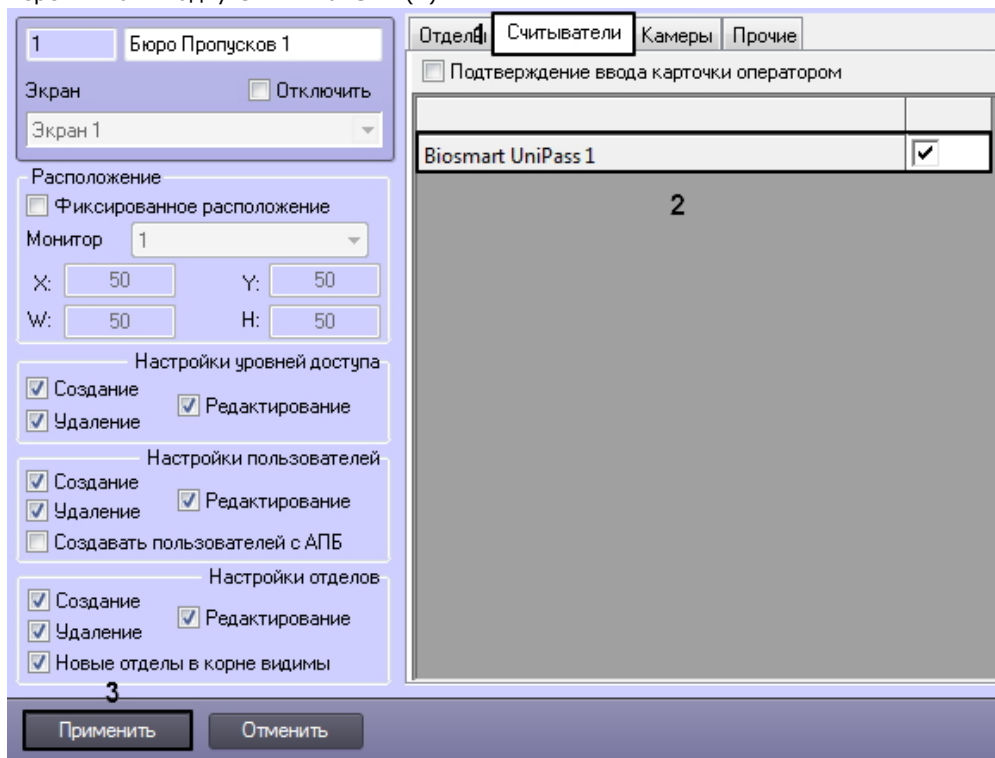 1 Бюро Пропусков 1
Экран Отключить
Экран 1
Расположение
Фиксированное расположение
Монитор 1
X: 50 Y: 50
W: 50 H: 50
Настройки уровней доступа
Создание
Редактирование
Удаление
Настройки пользователей
Создание
Редактирование
Удаление
Создавать пользователей с АПБ
Настройки отделов
Создание
Редактирование
Удаление
Новые отделы в корне видимы
3
Применить Отменить
Отделы 1 Считыватели Камеры Прочие
Подтверждение ввода карточки оператором
Biosmart UniPass 1
2